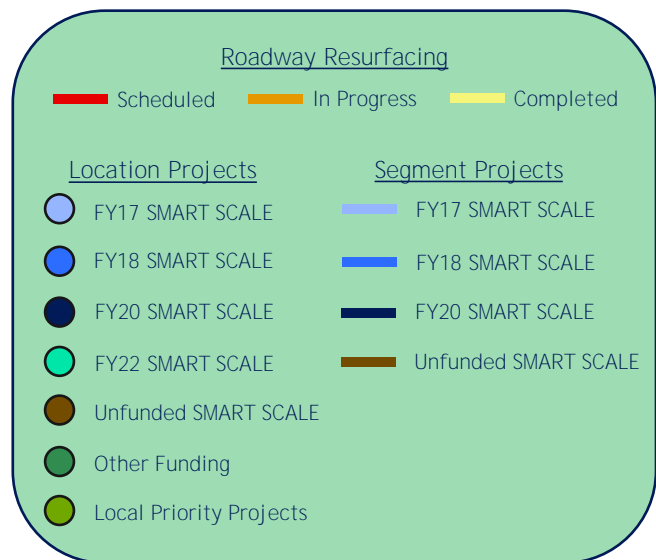 Roadway Resurfacing
Scheduled In Progress Completed
Location Projects Segment Projects
FY17 SMART SCALE FY17 SMART SCALE
FY18 SMART SCALE FY18 SMART SCALE
FY20 SMART SCALE FY20 SMART SCALE
FY22 SMART SCALE Unfunded SMART SCALE
Unfunded SMART SCALE
Other Funding
Local Priority Projects